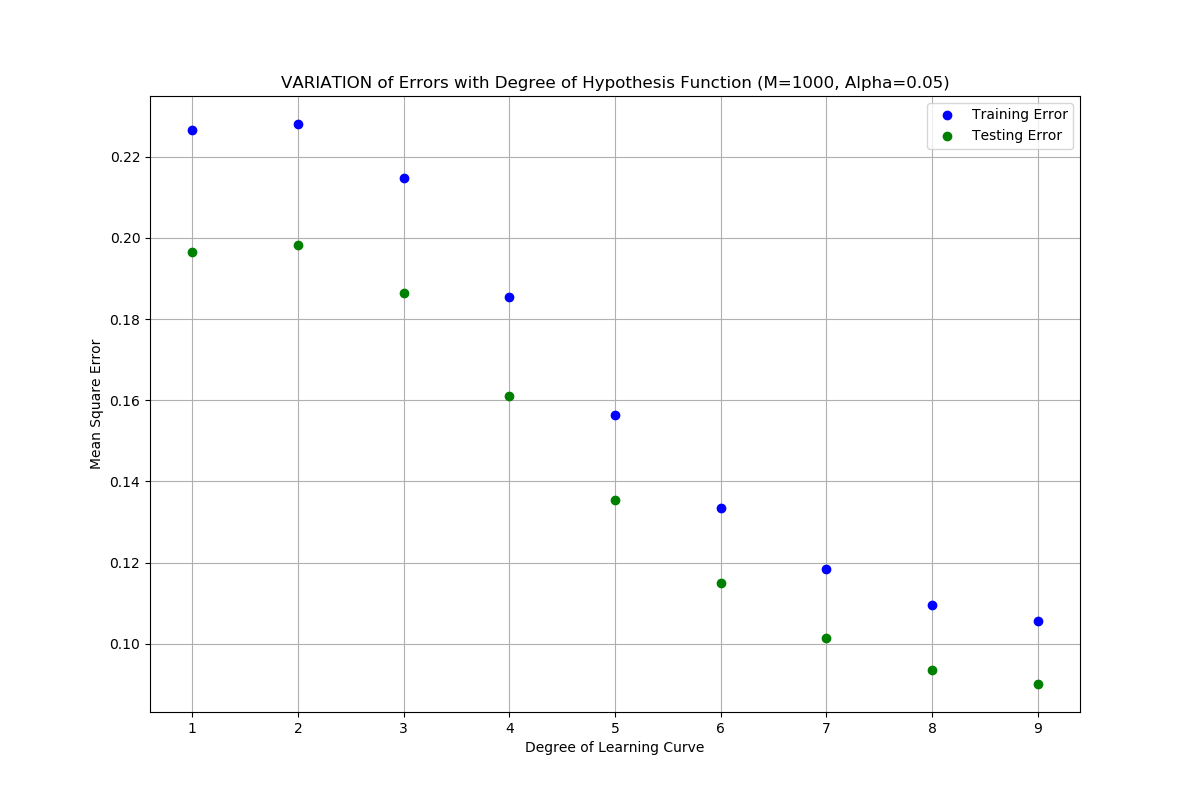 VARIATION of Errors with Degree of Hypothesis Function (M=1000, Alpha=0.05)
Training Error
Testing Error
0.22
0.20
0.18
0.16
0.14
0.12
0.10
Mean Square Error
1 2 3 4 5 6 7 8 9
Degree of Learning Curve